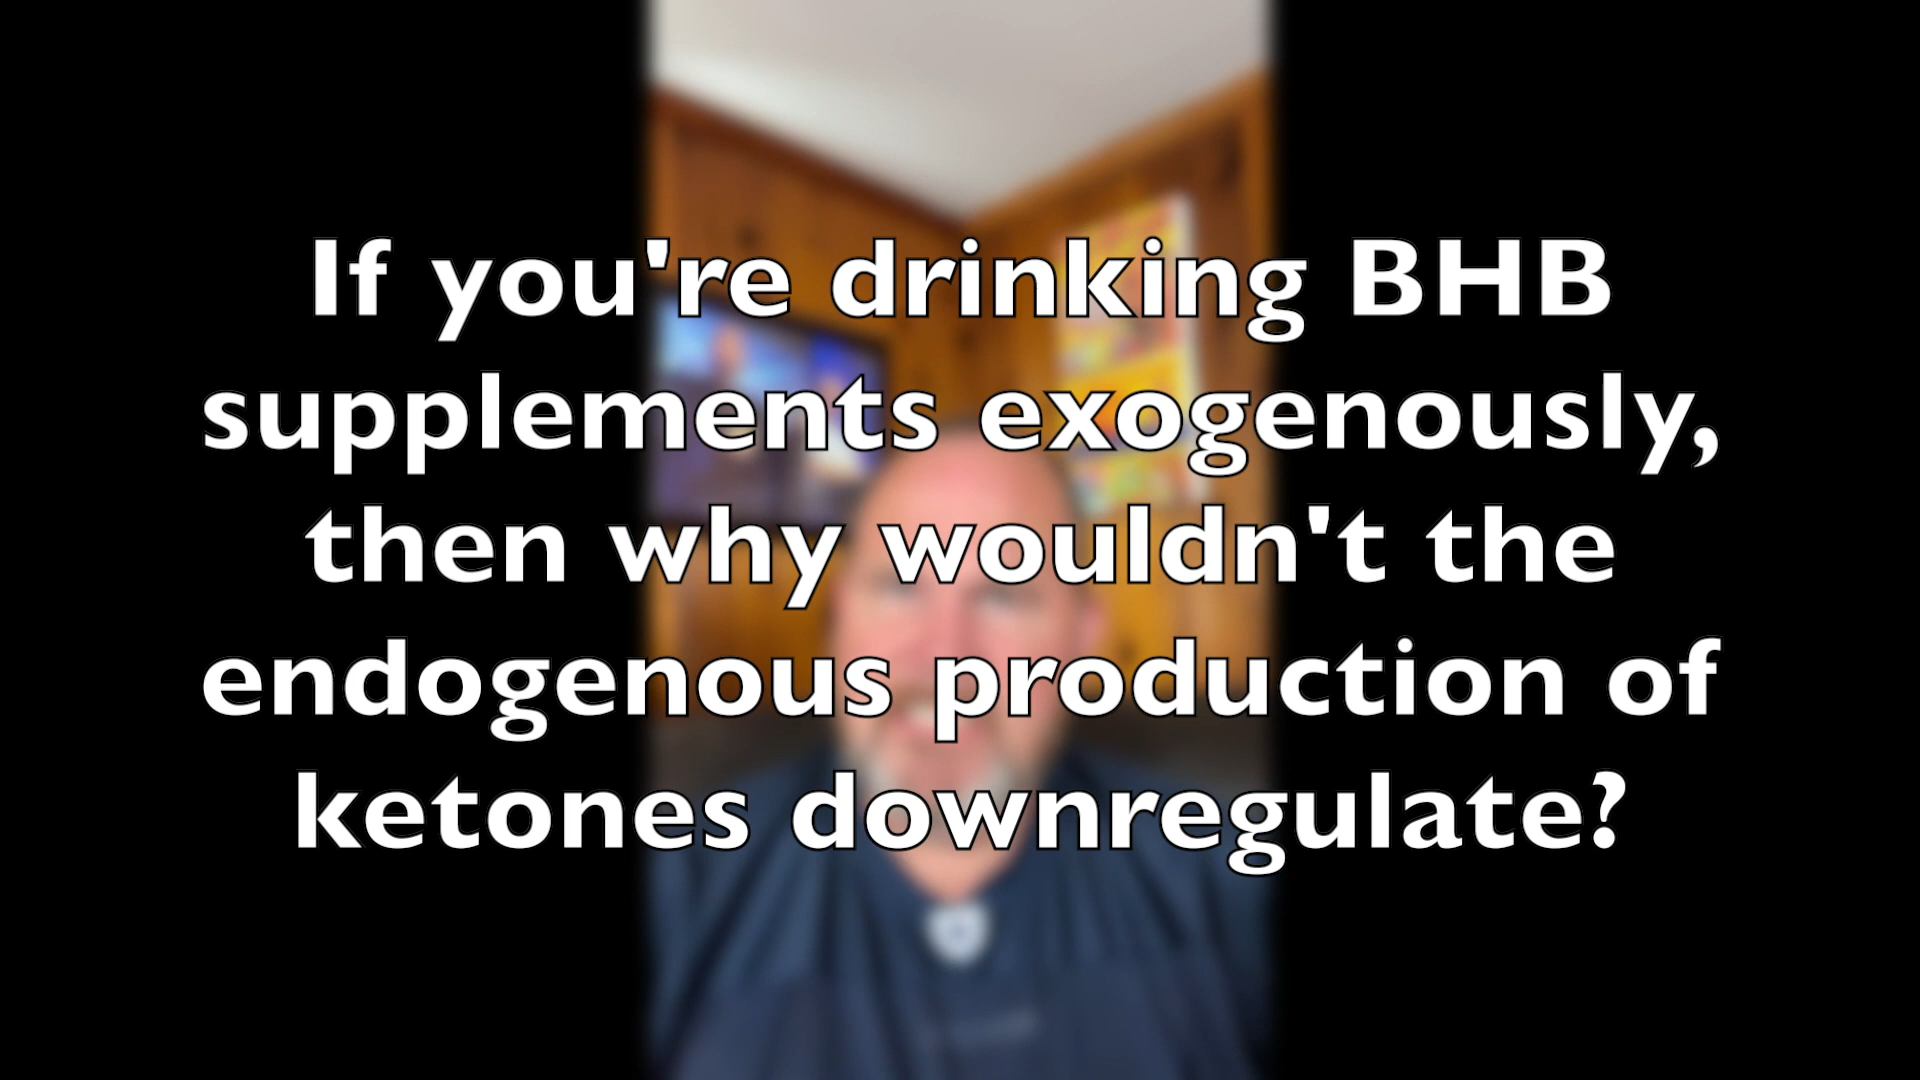 If you're drinking BHB
supplements exogenously,
then why wouldn't the
endogenous production of
ketones downregulate?